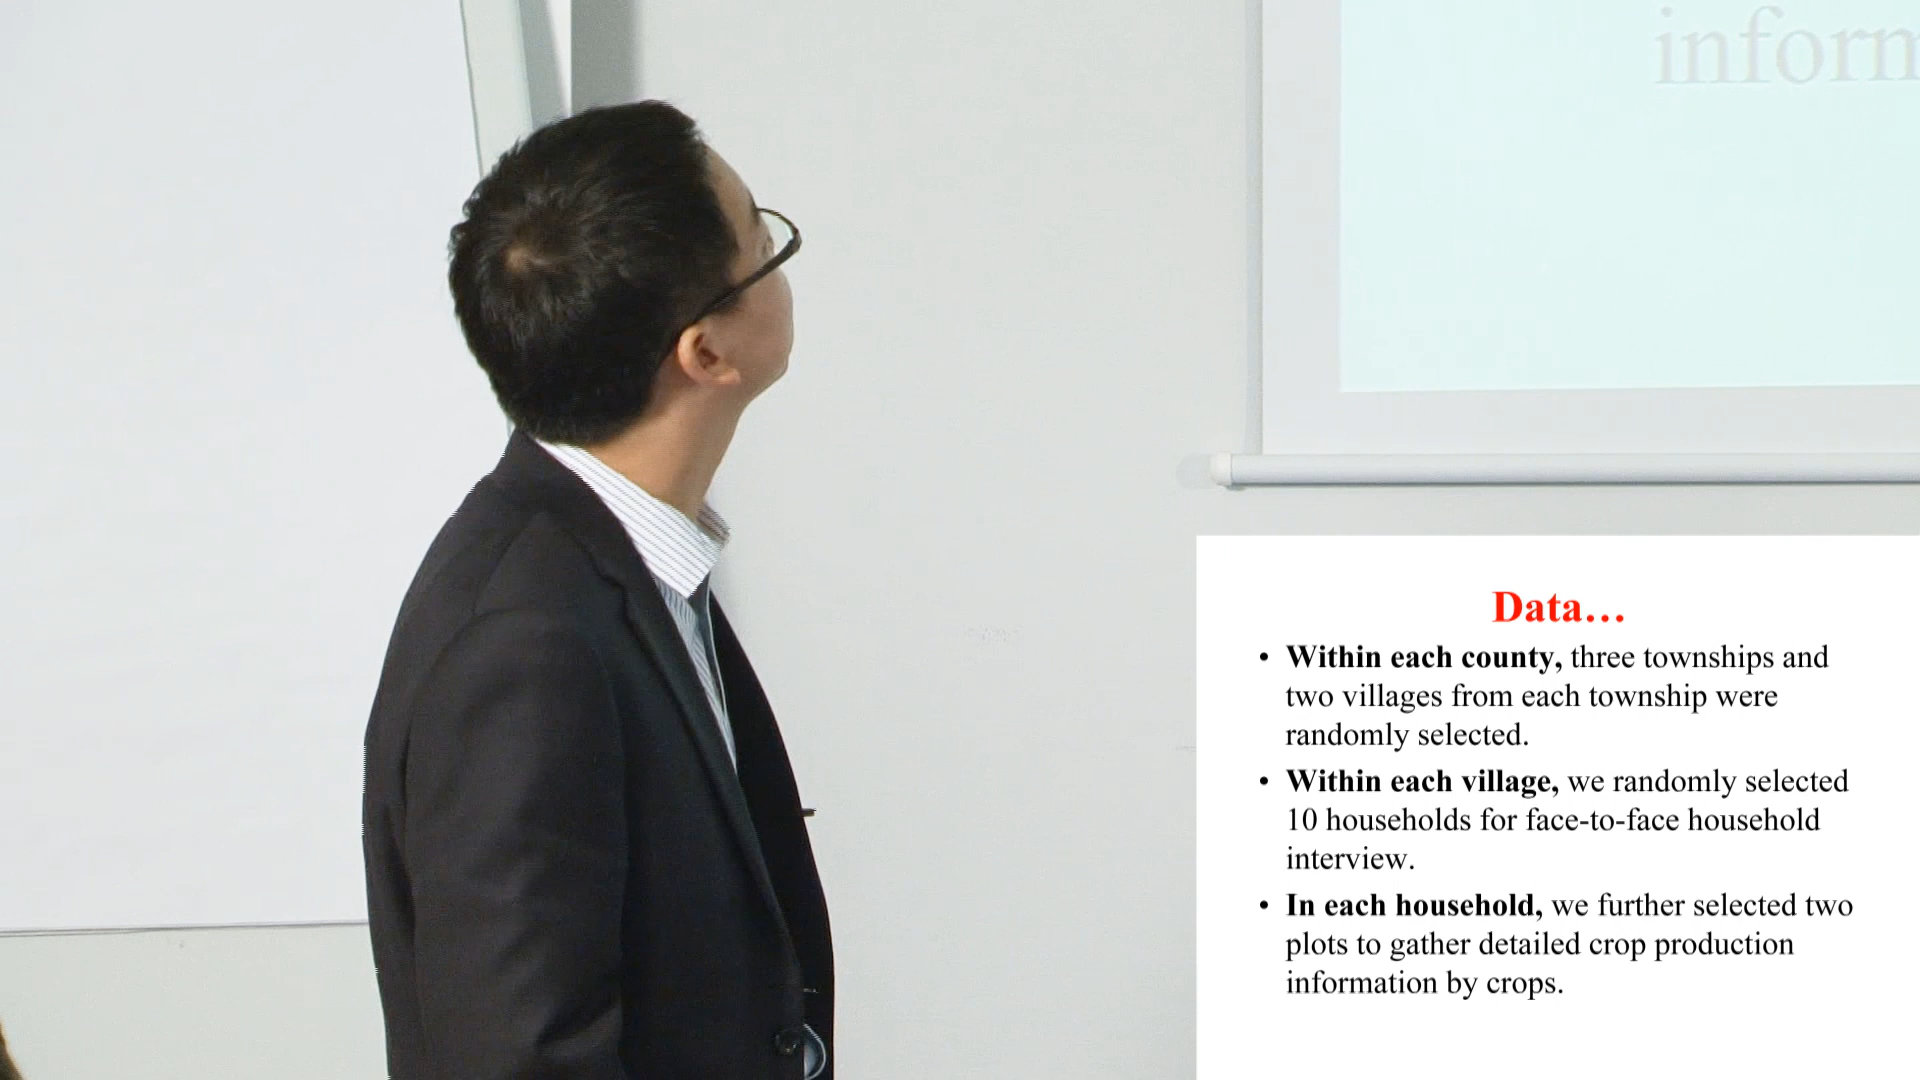 Data…
• Within each county, three townships and
two villages from each township were
randomly selected.
• Within each village, we randomly selected
10 households for face-to-face household
interview.
• In each household, we further selected two
plots to gather detailed crop production
information by crops.